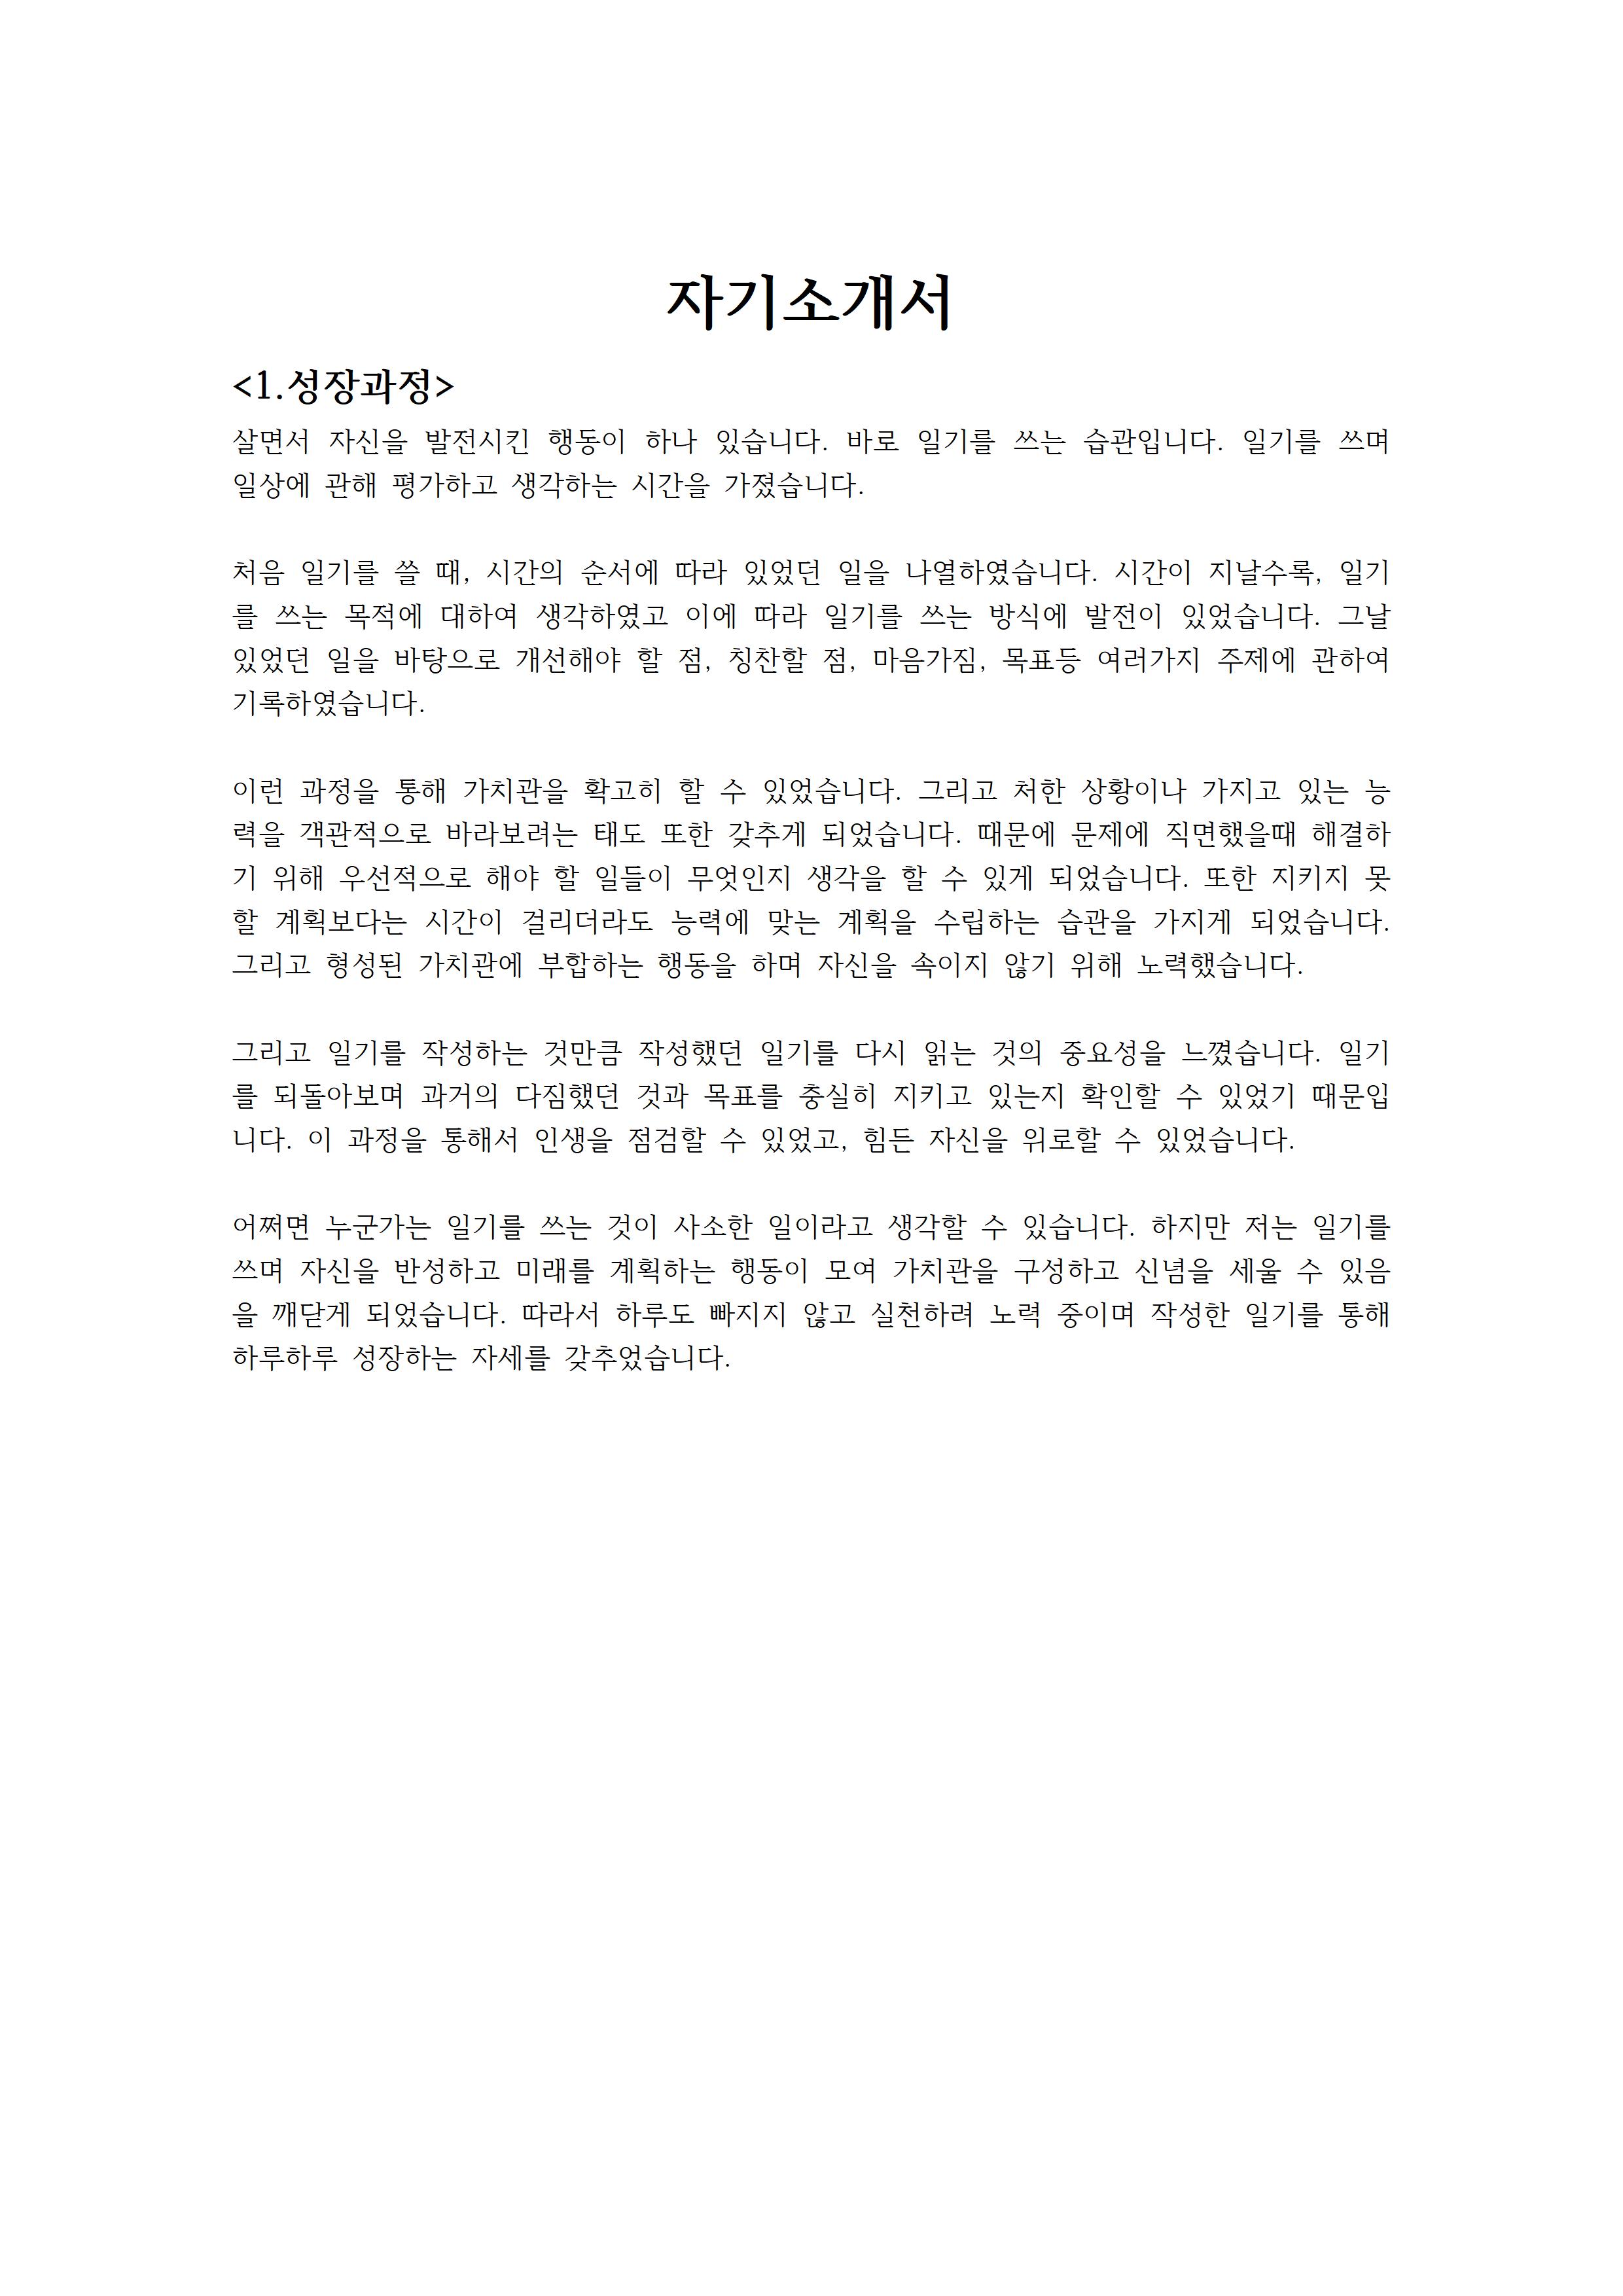 자기소개서
<1.성장과정>
살면서 자신을 발전시킨 행동이 하나 있습니다. 바로 일기를 쓰는 습관입니다. 일기를 쓰며
일상에 관해 평가하고 생각하는 시간을 가졌습니다.
처음 일기를 쓸 때, 시간의 순서에 따라 있었던 일을 나열하였습니다. 시간이 지날수록, 일기
를 쓰는 목적에 대하여 생각하였고 이에 따라 일기를 쓰는 방식에 발전이 있었습니다. 그날
있었던 일을 바탕으로 개선해야 할 점, 칭찬할 점, 마음가짐, 목표등 여러가지 주제에 관하여
기록하였습니다.
이런 과정을 통해 가치관을 확고히 할 수 있었습니다. 그리고 처한 상황이나 가지고 있는 능
력을 객관적으로 바라보려는 태도 또한 갖추게 되었습니다. 때문에 문제에 직면했을때 해결하
기 위해 우선적으로 해야 할 일들이 무엇인지 생각을 할 수 있게 되었습니다. 또한 지키지 못
할 계획보다는 시간이 걸리더라도 능력에 맞는 계획을 수립하는 습관을 가지게 되었습니다.
그리고 형성된 가치관에 부합하는 행동을 하며 자신을 속이지 않기 위해 노력했습니다.
그리고 일기를 작성하는 것만큼 작성했던 일기를 다시 읽는 것의 중요성을 느꼈습니다. 일기
를 되돌아보며 과거의 다짐했던 것과 목표를 충실히 지키고 있는지 확인할 수 있었기 때문입
니다. 이 과정을 통해서 인생을 점검할 수 있었고, 힘든 자신을 위로할 수 있었습니다.
어쩌면 누군가는 일기를 쓰는 것이 사소한 일이라고 생각할 수 있습니다. 하지만 저는 일기를
쓰며 자신을 반성하고 미래를 계획하는 행동이 모여 가치관을 구성하고 신념을 세울 수 있음
을 깨닫게 되었습니다. 따라서 하루도 빠지지 않고 실천하려 노력 중이며 작성한 일기를 통해
하루하루 성장하는 자세를 갖추었습니다.